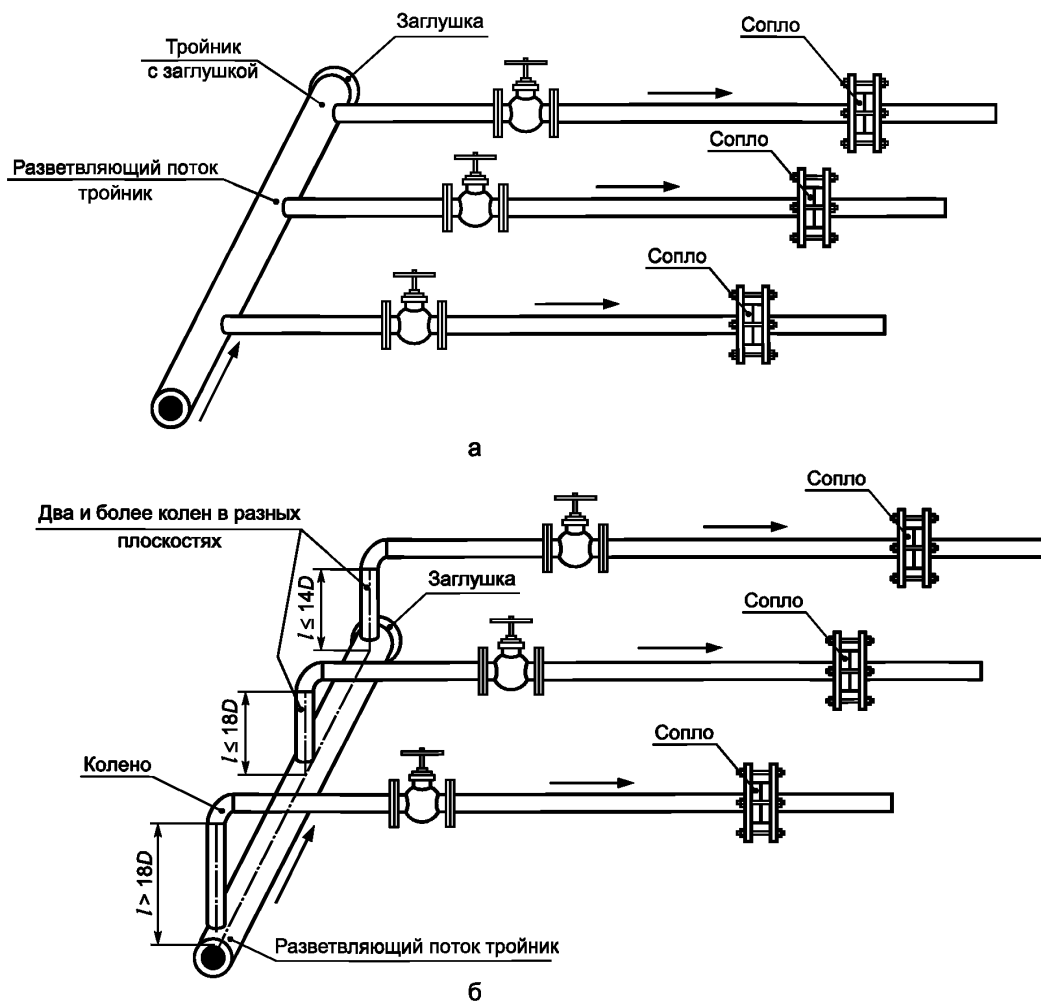 Заглушка
Сопло
Тройник
с заглушкой
Сопло
Разветвляющий поток
тройник
Сопло
а
Сопло
Два и более колен в разных
плоскостях
Заглушка
l ≤ 14D
Сопло
l ≤ 18D
Сопло
Колено
l > 18D
Разветвляющий поток тройник
б